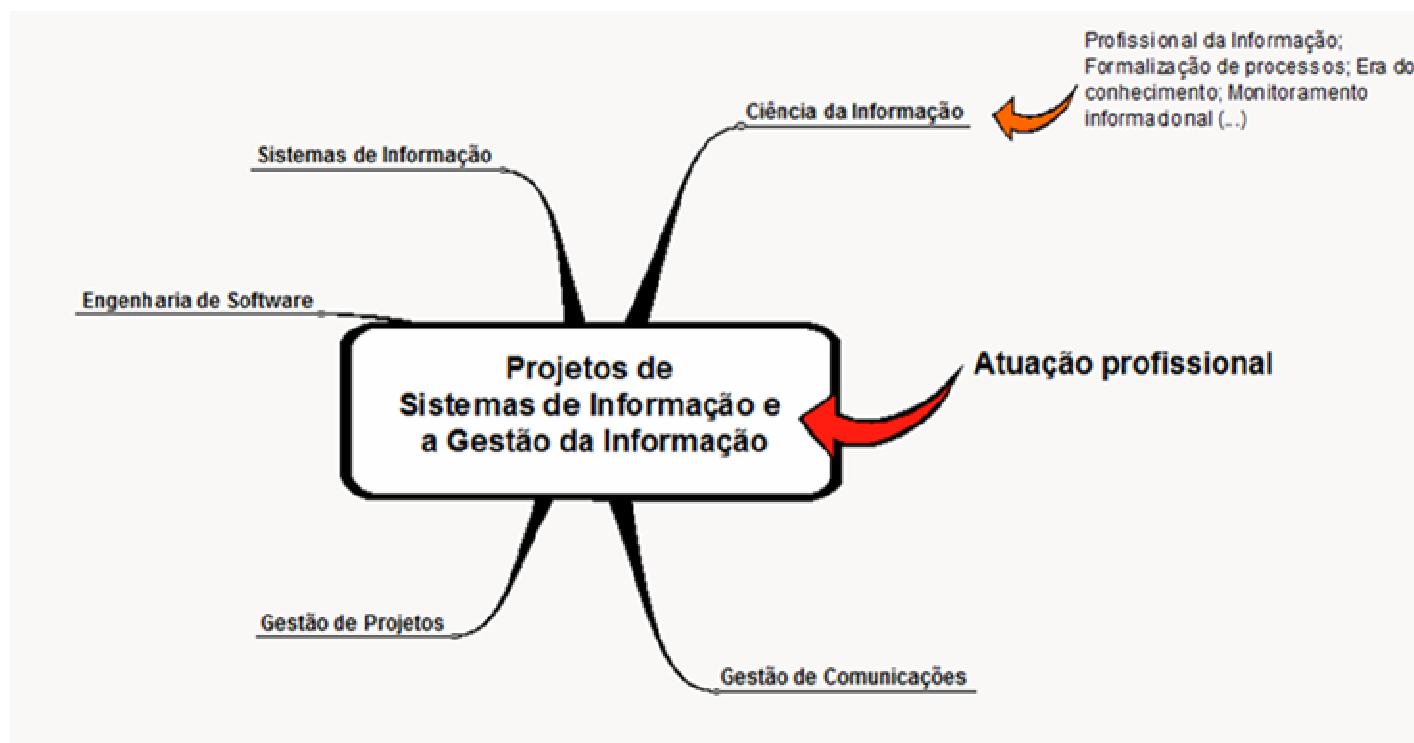 Profissional da Informação;
Formalização de processos; Era do
conhecimento; Monitoramento
informacional (...)
Ciência da Informação
Sistemas de Informação
Engenharia de Software
Projetos de
Sistemas de Informação e
a Gestão da Informação
Atuação profissional
Gestão de Projetos
Gestão de Comunicações